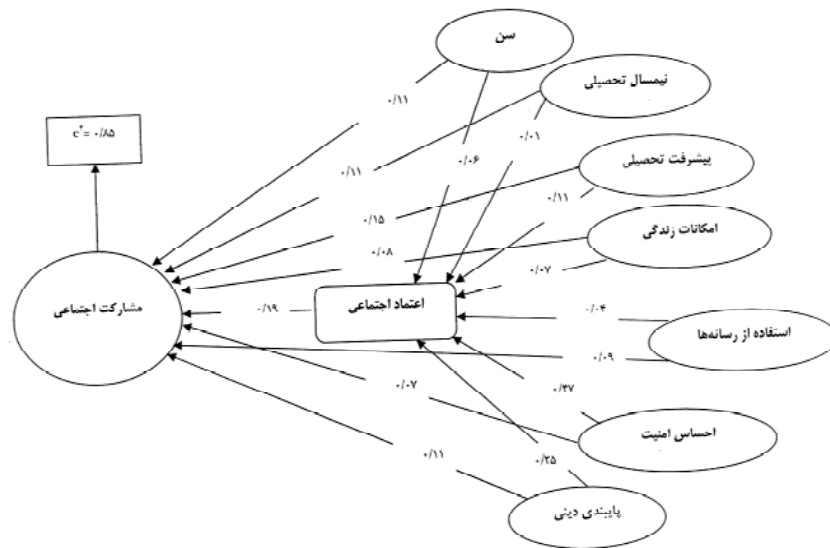 سن
نیمسال تحصیلی
۰/۱۱
e۲= ۰/۸۵
۰/۰۶
۰/۰۱
پیشرفت تحصیلی
۰/۱۱
۰/۱۵
۰/۱۱
امکانات زندگی
۰/۰۸
۰/۰۷
اعتماد اجتماعی
مشارکت اجتماعی
۰/۱۹
۰/۰۴
استفاده از رسانه‌ها
۰/۰۹
۰/۰۷
۰/۳۷
احساس امنیت
۰/۱۱
۰/۲۵
پایبندی دینی